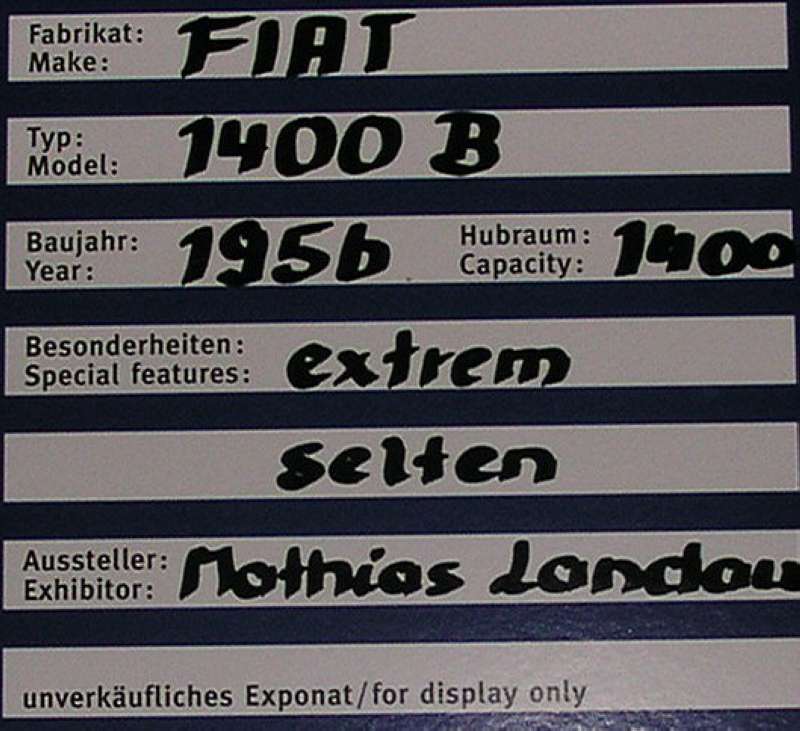 Fabrikat: FIAT
Make:
Typ: 1400 B
Model:
Baujahr: 1956 Hubraum: 1400
Year: Capacity:
Besonderheiten: extrem
Special features:
selten
Aussteller: Mathias Landau
Exhibitor:
unverkäufliches Exponat/for display only